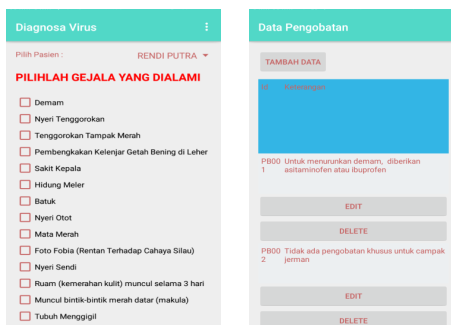 Diagnosa Virus
Pilih Pasien :
RENDI PUTRA
PILIHLAH GEJALA YANG DIALAMI
Demam
Nyeri Tenggorokan
Tenggorokan Tampak Merah
Pembengkakan Kelenjar Getah Bening di Leher
Sakit Kepala
Hidung Meler
Batuk
Nyeri Otot
Mata Merah
Foto Fobia (Rentan Terhadap Cahaya Silau)
Nyeri Sendi
Ruam (kemerahan kulit) muncul selama 3 hari
Muncul bintik-bintik merah datar (makula)
Tubuh Menggigil
Data Pengobatan
TAMBAH DATA
Id Keterangan
PB00 Untuk menurunkan demam, diberikan
1 asitaminofen atau ibuprofen
EDIT
DELETE
PB00 Tidak ada pengobatan khusus untuk campak
2 jerman
EDIT
DELETE